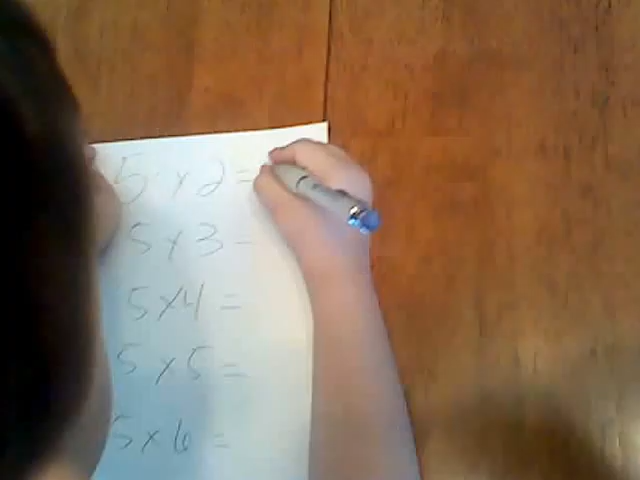 5 x 2 =
5 x 3 =
5 x 4 =
5 x 5 =
5 x 6 =